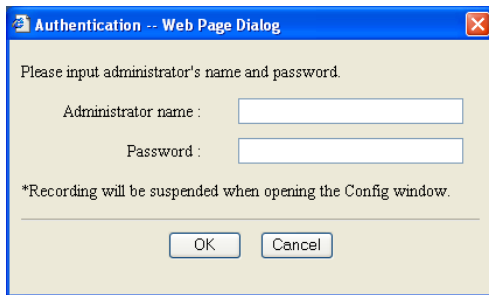 Authentication -- Web Page Dialog
Please input administrator's name and password.
Administrator name :
Password :
*Recording will be suspended when opening the Config window.
OK Cancel